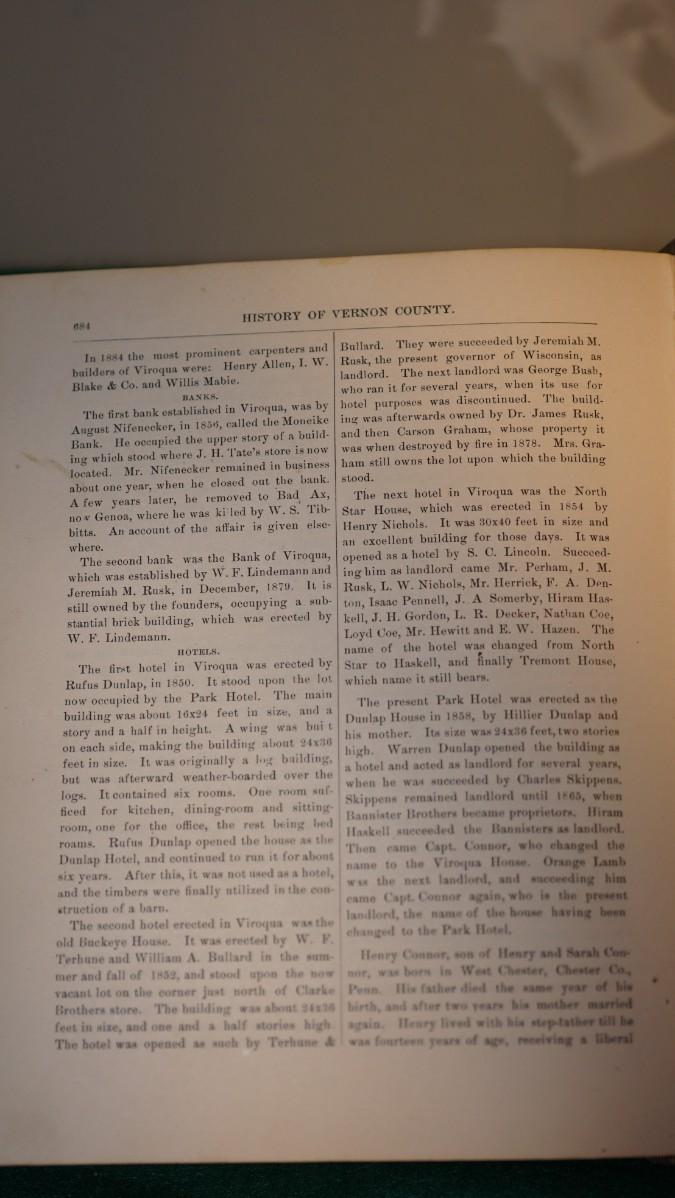 684
HISTORY OF VERNON COUNTY.
In 1884 the most prominent carpenters and
builders of Viroqua were: Henry Allen, I. W.
Blake & Co. and Willis Mabie.
BANKS.
The first bank established in Viroqua, was by
August Nifenecker, in 1856, called the Moneike
Bank. He occupied the upper story of a build-
ing which stood where J. H. Tate's store is now
located. Mr. Nifenecker remained in business
about one year, when he closed out the bank.
A few years later, he removed to Bad Ax,
now Genoa, where he was ki led by W. S. Tib-
bitts. An account of the affair is given else-
where.
The second bank was the Bank of Viroqua,
which was established by W. F. Lindemann and
Jeremiah M. Rusk, in December, 1879. It is
still owned by the founders, occupying a sub-
stantial brick building, which was erected by
W. F. Lindemann.
HOTELS.
The first hotel in Viroqua was erected by
Rufus Dunlap, in 1850. It stood upon the lot
now occupied by the Park Hotel. The main
building was about 16x24 feet in size, and a
story and a half in height. A wing was bui t
on each side, making the building about 24x36
feet in size. It was originally a log building,
but was afterward weather-boarded over the
logs. It contained six rooms. One room suf-
ficed for kitchen, dining-room and sitting-
room, one for the office, the rest being bed
roams. Rufus Dunlap opened the house as the
Dunlap Hotel, and continued to run it for about
six years. After this, it was not used as a hotel,
and the timbers were finally utilized in the con-
struction of a barn.
The second hotel erected in Viroqua was the
old Buckeye House. It was erected by W. F.
Terhune and William A. Bullard in the sum-
mer and fall of 1852, and stood upon the now
vacant lot on the corner just north of Clarke
Brothers store. The building was about 24x36
feet in size, and one and a half stories high.
The hotel was opened as such by Terhune &
Bullard. They were succeeded by Jeremiah M.
Rusk, the present governor of Wisconsin, as
landlord. The next landlord was George Bush,
who ran it for several years, when its use for
hotel purposes was discontinued. The build-
ing was afterwards owned by Dr. James Rusk,
and then Carson Graham, whose property it
was when destroyed by fire in 1878. Mrs. Gra-
ham still owns the lot upon which the building
stood.
The next hotel in Viroqua was the North
Star House, which was erected in 1854 by
Henry Nichols. It was 30x40 feet in size and
an excellent building for those days. It was
opened as a hotel by S. C. Lincoln. Succeed-
ing him as landlord came Mr. Perham, J. M.
Rusk, L. W. Nichols, Mr. Herrick, F. A. Den-
ton, Isaac Pennell, J. A Somerby, Hiram Has-
kell, J. H. Gordon, L. R. Decker, Nathan Coe,
Loyd Coe, Mr. Hewitt and E. W. Hazen. The
name of the hotel was changed from North
Star to Haskell, and finally Tremont House,
which name it still bears.
The present Park Hotel was erected as the
Dunlap House in 1858, by Hillier Dunlap and
his mother. Its size was 24x36 feet, two stories
high. Warren Dunlap opened the building as
a hotel and acted as landlord for several years,
when he was succeeded by Charles Skippens.
Skippens remained landlord until 1865, when
Bannister Brothers became proprietors. Hiram
Haskell succeeded the Bannisters as landlord.
Then came Capt. Connor, who changed the
name to the Viroqua House. Orange Lamb
was the next landlord, and succeeding him
came Capt. Connor again, who is the present
landlord, the name of the house having been
changed to the Park Hotel.
Henry Connor, son of Henry and Sarah Con-
nor, was born in West Chester, Chester Co.,
Penn. His father died the same year of his
birth, and after two years his mother married
again. Henry lived with his step-father till he
was fourteen years of age, receiving a liberal